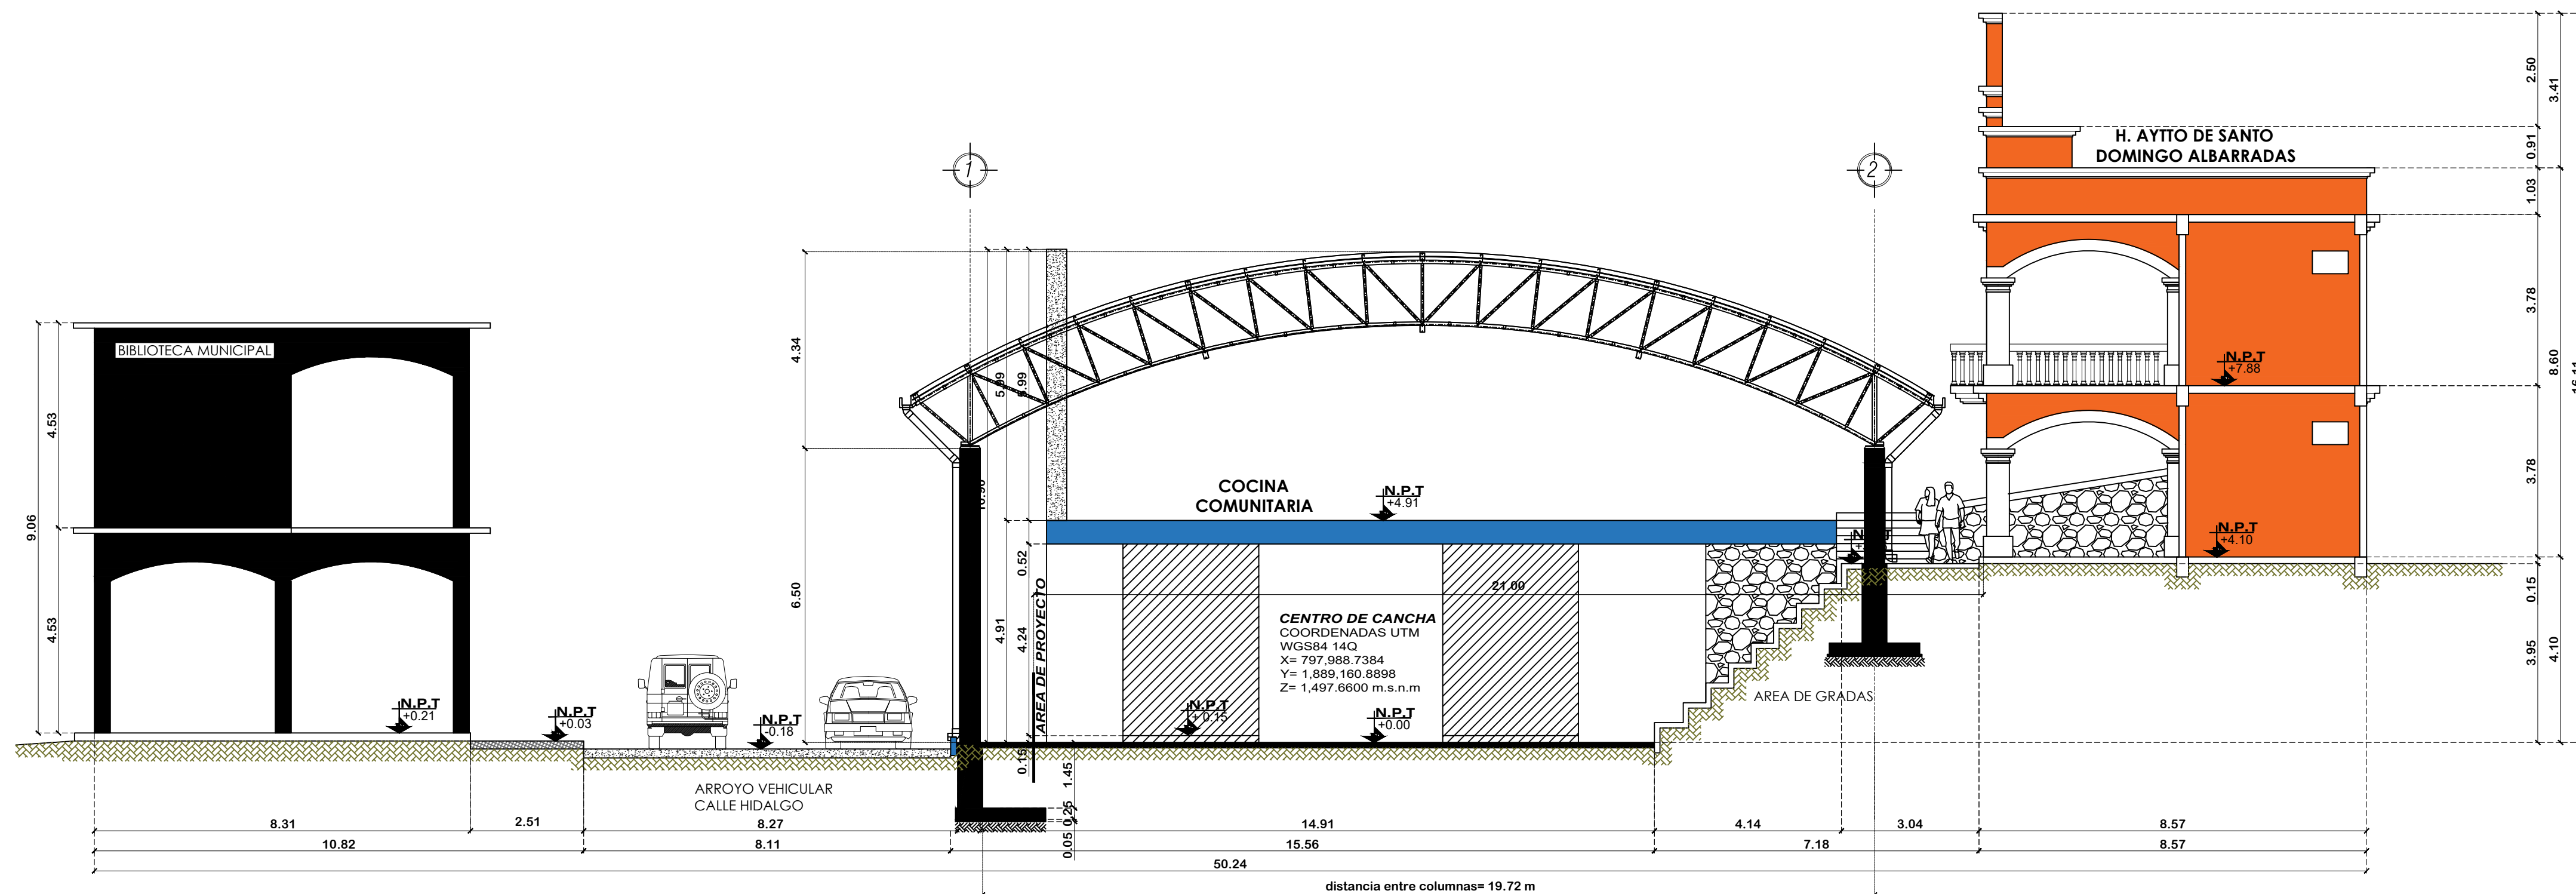 H. AYTTO DE SANTO
DOMINGO ALBARRADAS
2.50
3.41
0.91
1.03
3.78
8.60
3.78
0.15
3.95
4.10
1
2
BIBLIOTECA MUNICIPAL
9.06
4.53
4.53
4.34
6.50
5.99
5.99
4.91
0.52
4.24
0.15
1.45
0.25
0.05
AREA DE PROYECTO
COCINA
COMUNITARIA
N.P.T
+4.91
N.P.T
+7.88
N.P.T
+4.10
21.00
CENTRO DE CANCHA
COORDENADAS UTM
WGS84 14Q
X= 797,988.7384
Y= 1,889,160.8898
Z= 1,497.6600 m.s.n.m
N.P.T
+0.21
N.P.T
+0.03
N.P.T
-0.18
N.P.T
+ 0.15
N.P.T
+0.00
AREA DE GRADAS
ARROYO VEHICULAR
CALLE HIDALGO
8.31
2.51
8.27
14.91
4.14
3.04
8.57
10.82
8.11
15.56
7.18
8.57
50.24
distancia entre columnas= 19.72 m